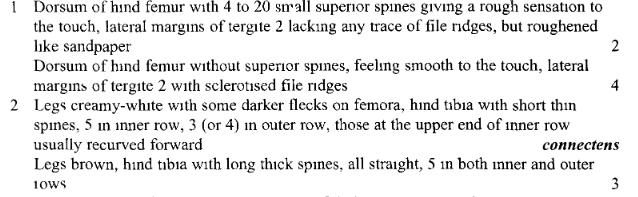 1 Dorsum of hind femur with 4 to 20 small superior spines giving a rough sensation to
the touch, lateral margins of tergite 2 lacking any trace of file ridges, but roughened
like sandpaper 2
Dorsum of hind femur without superior spines, feeling smooth to the touch, lateral
margins of tergite 2 with sclerotised file ridges 4
2 Legs creamy-white with some darker flecks on femora, hind tibia with short thin
spines, 5 in inner row, 3 (or 4) in outer row, those at the upper end of inner row
usually recurved forward connectens
Legs brown, hind tibia with long thick spines, all straight, 5 in both inner and outer
rows 3